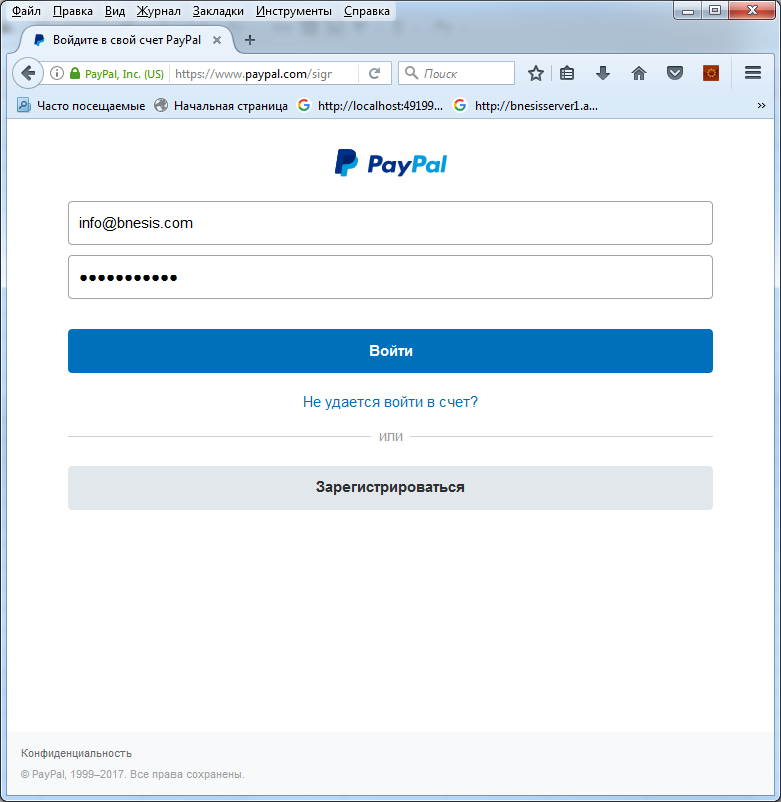 Файл Правка Вид Журнал Закладки Инструменты Справка
Войдите в свой счет PayPal
PayPal, Inc. (US) https://www.paypal.com/sigr Поиск
Часто посещаемые Начальная страница http://localhost:49199... http://bnesisserver1.a...
PayPal
info@bnesis.com
•••••••••••
Войти
Не удается войти в счет?
или
Зарегистрироваться
Конфиденциальность
© PayPal, 1999–2017. Все права сохранены.